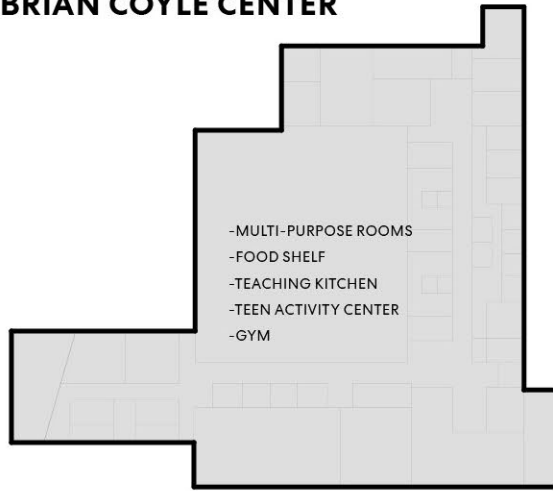 BRIAN COYLE CENTER
-MULTI-PURPOSE ROOMS
-FOOD SHELF
-TEACHING KITCHEN
-TEEN ACTIVITY CENTER
-GYM